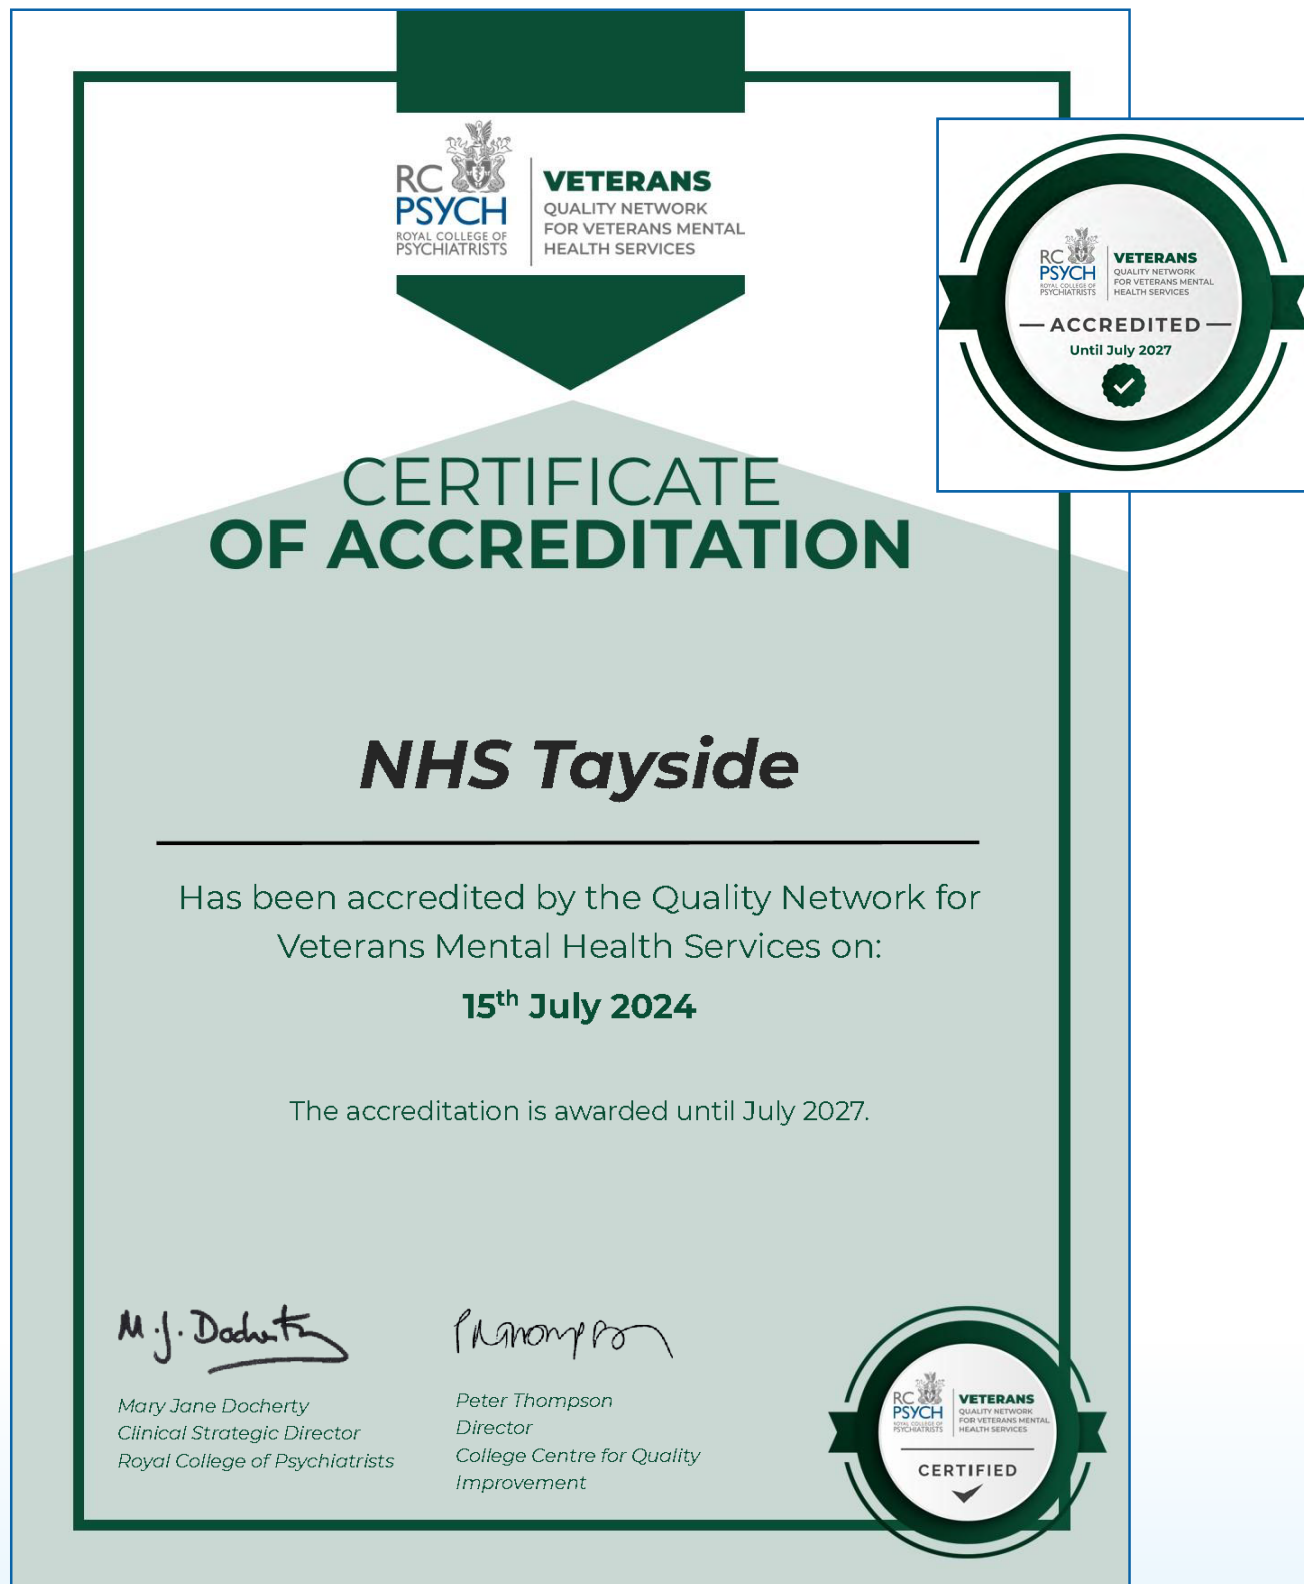 RC
PSYCH
ROYAL COLLEGE OF
PSYCHIATRISTS
VETERANS
QUALITY NETWORK
FOR VETERANS MENTAL
HEALTH SERVICES
RC
PSYCH
ROYAL COLLEGE OF
PSYCHIATRISTS
VETERANS
QUALITY NETWORK
FOR VETERANS MENTAL
HEALTH SERVICES
ACCREDITED
Until July 2027
CERTIFICATE
OF ACCREDITATION
NHS Tayside
Has been accredited by the Quality Network for
Veterans Mental Health Services on:
15th July 2024
The accreditation is awarded until July 2027.
M.J. Docherty
Mary Jane Docherty
Clinical Strategic Director
Royal College of Psychiatrists
PThompson
Peter Thompson
Director
College Centre for Quality
Improvement
RC
PSYCH
ROYAL COLLEGE OF
PSYCHIATRISTS
VETERANS
QUALITY NETWORK
FOR VETERANS MENTAL
HEALTH SERVICES
CERTIFIED